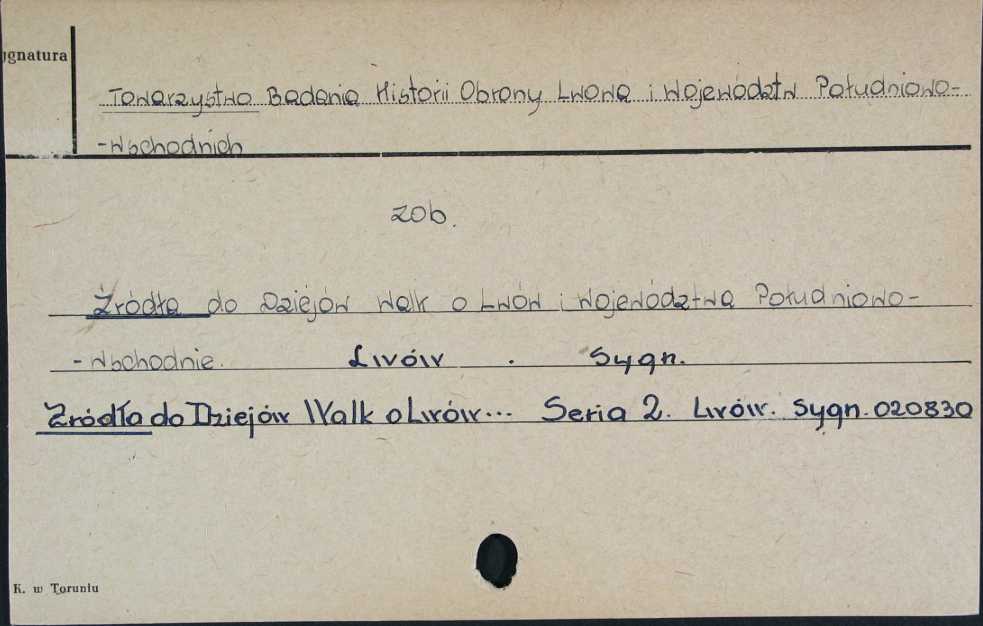 ygnatura
Towarzystwo Badania Historii Obrony Lwowa i Województw Południowo-
-Wschodnich
zob.
Źródła do Dziejów Walk o Lwów i Województwa Południowo-
-Wschodnie. Lwów . Sygn.
Źródła do Dziejów Walk o Lwów... Seria 2. Lwów. Sygn. 020830
K. w Toruniu